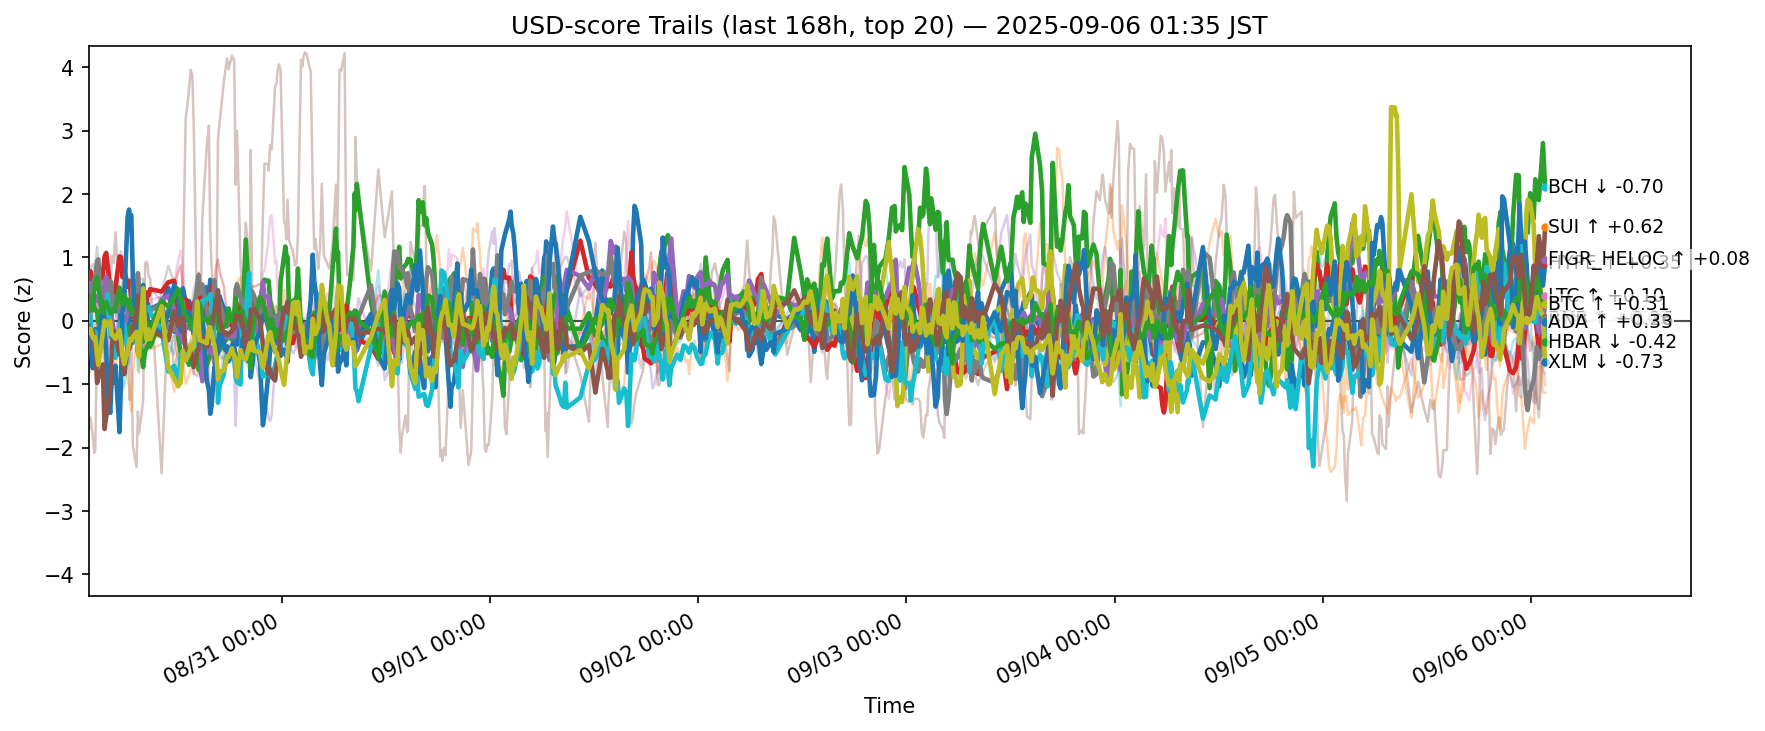 USD-score Trails (last 168h, top 20) — 2025-09-06 01:35 JST
Score (z)
4
3
2
1
0
−1
−2
−3
−4
BCH ↓ -0.70
SUI ↑ +0.62
FIGR_HELOC ↑ +0.08
LTC ↑ +0.10
BTC ↑ +0.31
ADA ↑ +0.33
HBAR ↓ -0.42
XLM ↓ -0.73
08/31 00:00
09/01 00:00
09/02 00:00
09/03 00:00
09/04 00:00
09/05 00:00
09/06 00:00
Time